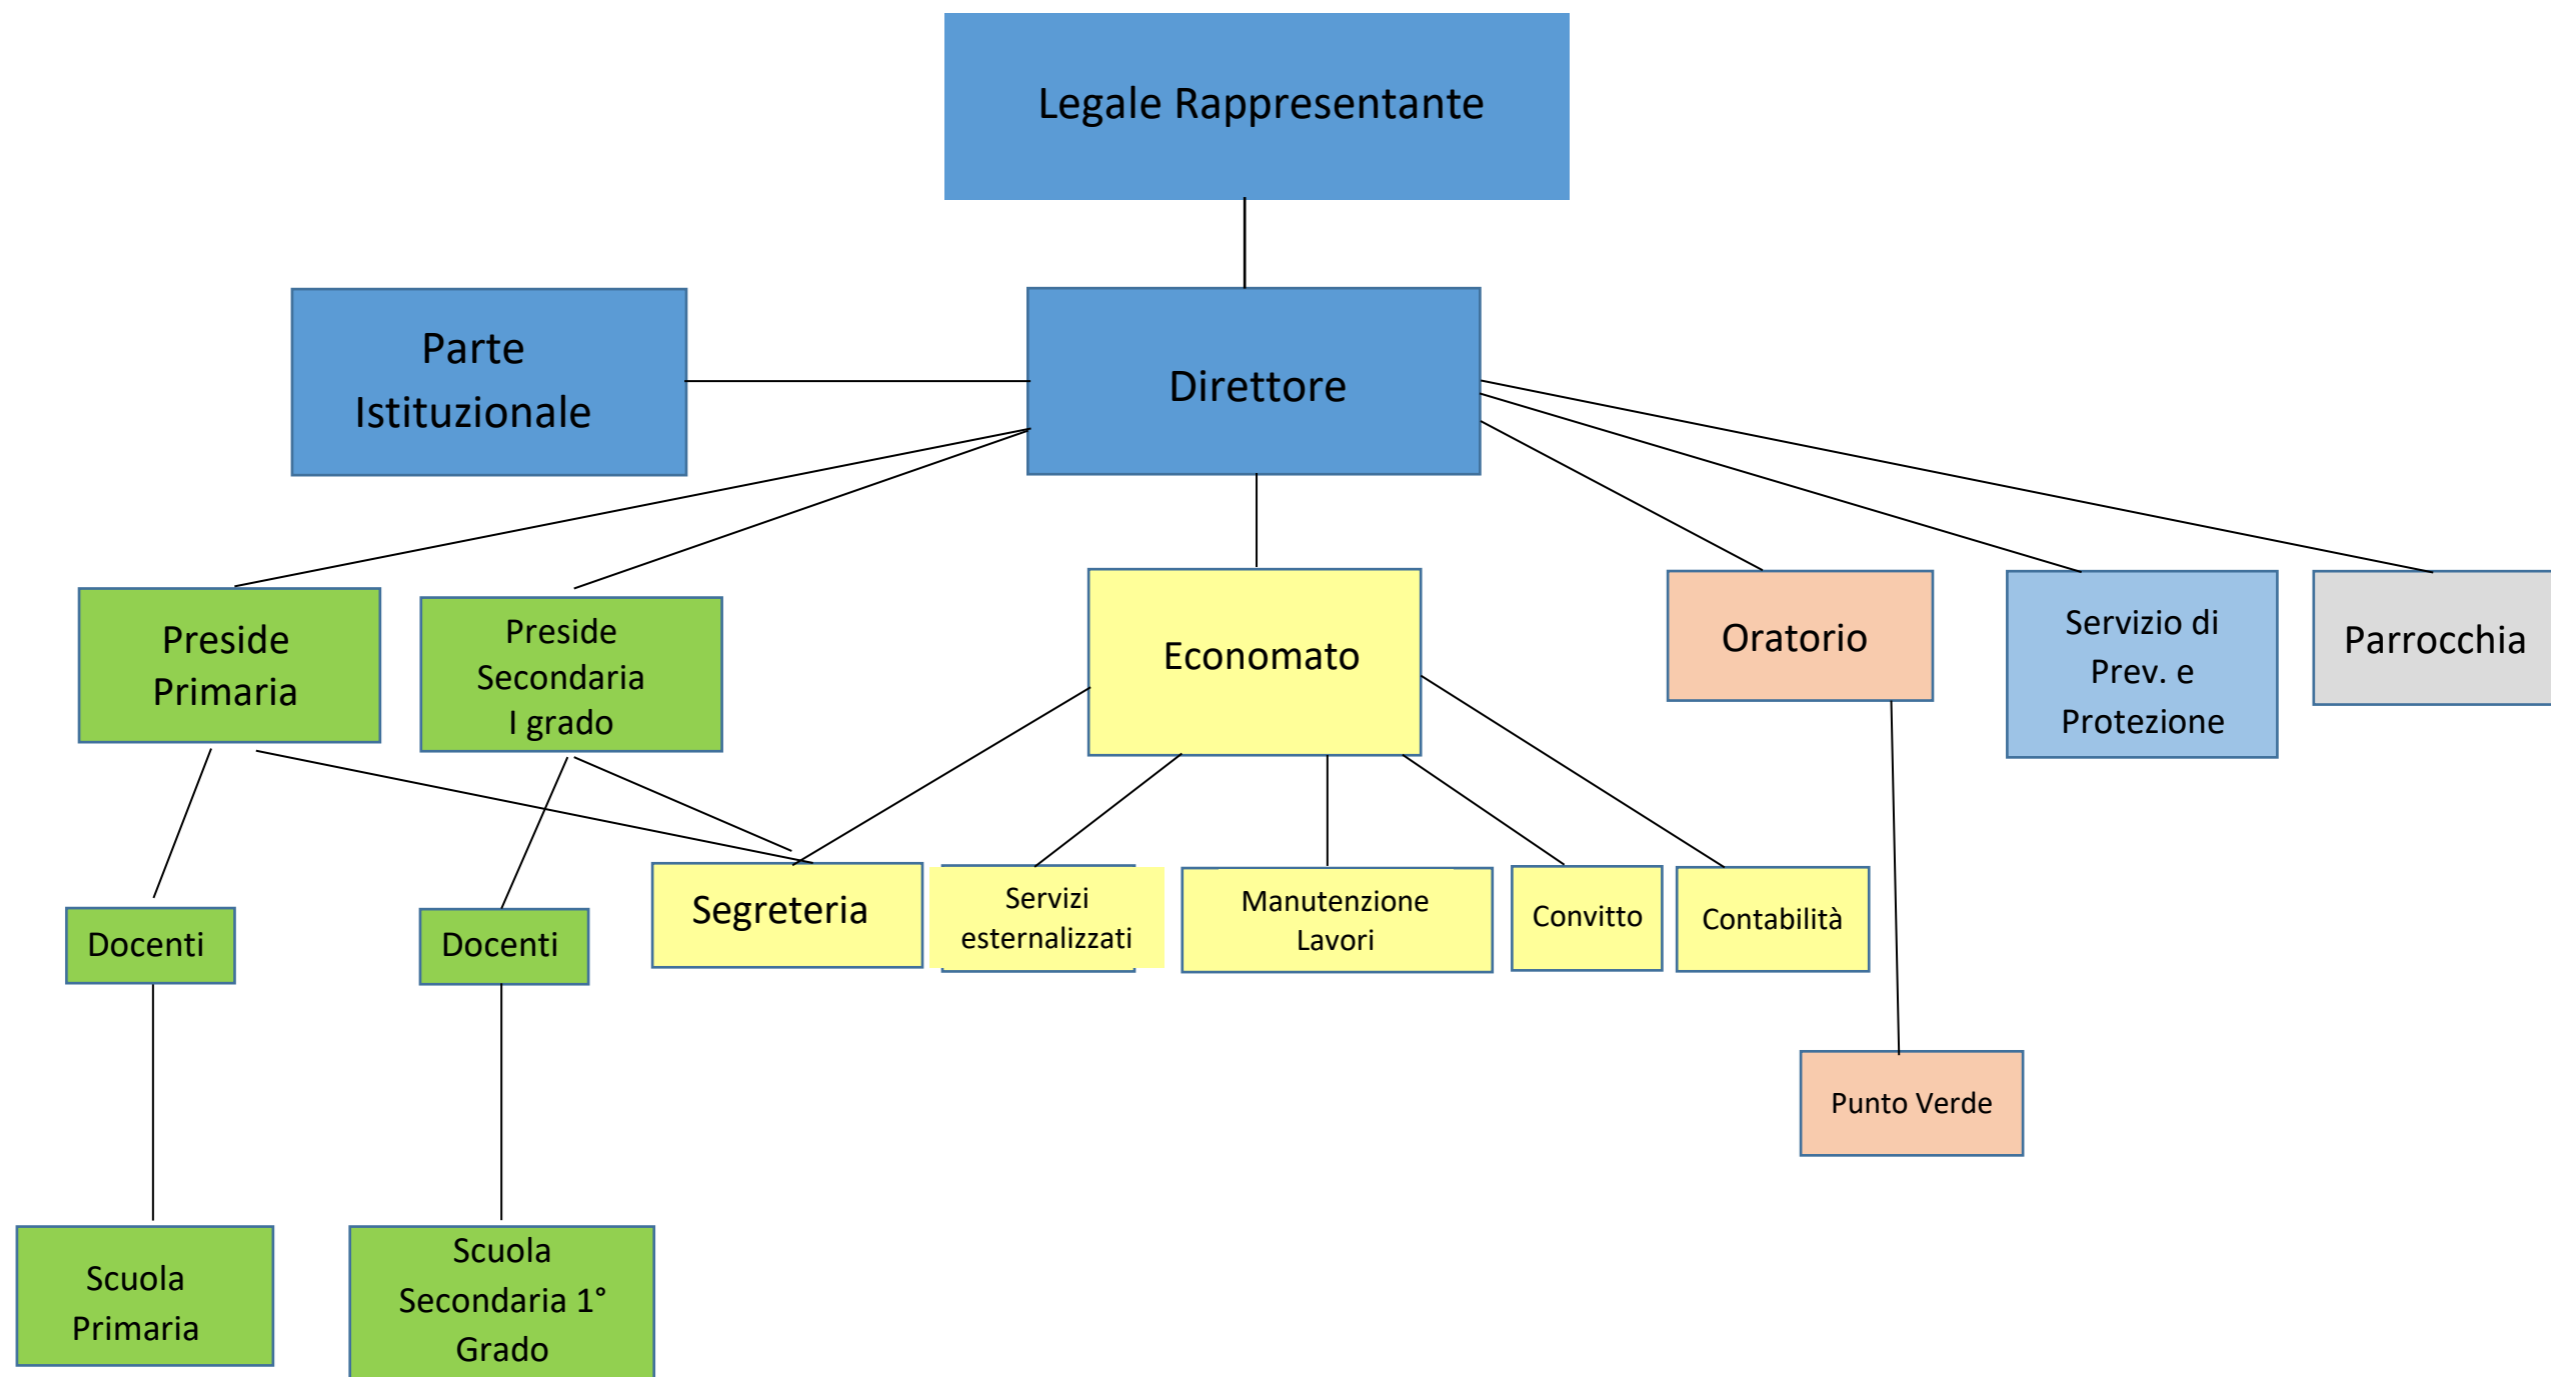 Legale Rappresentante
Parte
Istituzionale
Direttore
Preside
Primaria
Preside
Secondaria
I grado
Economato
Oratorio
Servizio di
Prev. e
Protezione
Parrocchia
Docenti
Docenti
Segreteria
Servizi
esternalizzati
Manutenzione
Lavori
Convitto
Contabilità
Punto Verde
Scuola
Primaria
Scuola
Secondaria 1°
Grado